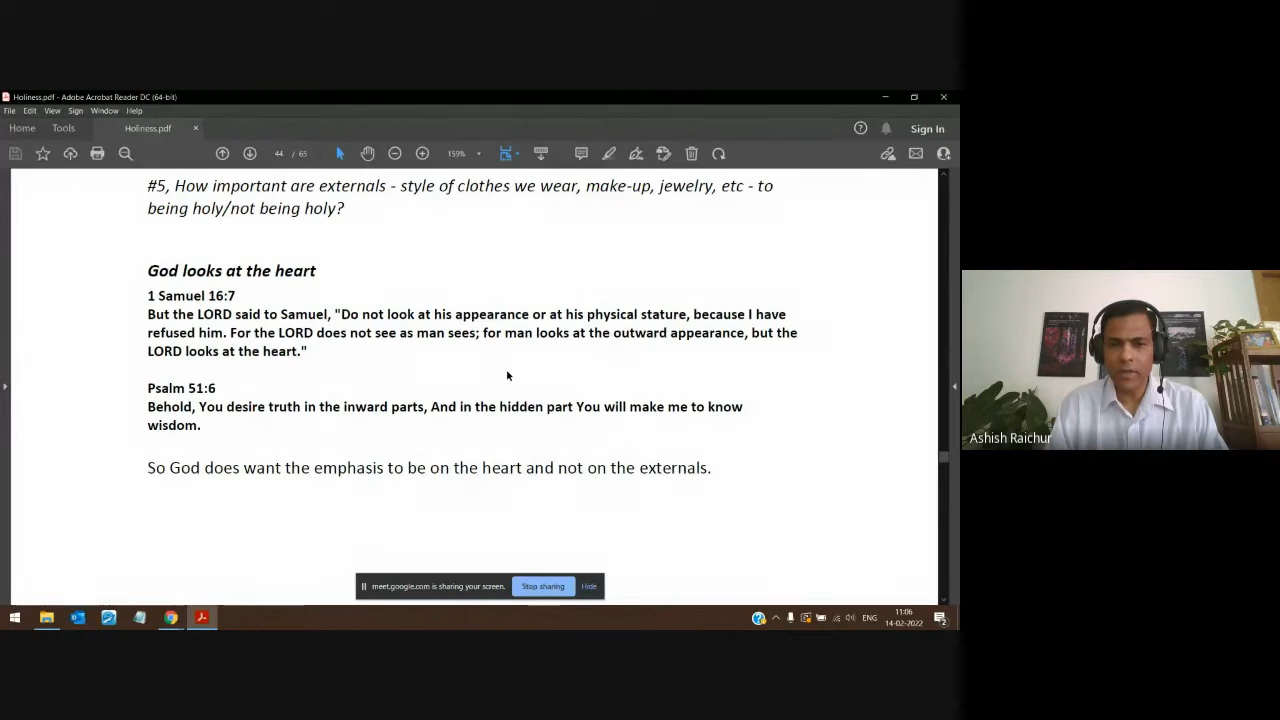 Holiness.pdf - Adobe Acrobat Reader DC (64-bit)
File Edit View Sign Window Help
Home Tools Holiness.pdf × Sign In
44 / 65 159%
#5, How important are externals - style of clothes we wear, make-up, jewelry, etc - to
being holy/not being holy?
God looks at the heart
1 Samuel 16:7
But the LORD said to Samuel, "Do not look at his appearance or at his physical stature, because I have
refused him. For the LORD does not see as man sees; for man looks at the outward appearance, but the
LORD looks at the heart."
Psalm 51:6
Behold, You desire truth in the inward parts, And in the hidden part You will make me to know
wisdom.
So God does want the emphasis to be on the heart and not on the externals.
Ashish Raichur
meet.google.com is sharing your screen. Stop sharing Hide
ENG
11:06
14-02-2022
2